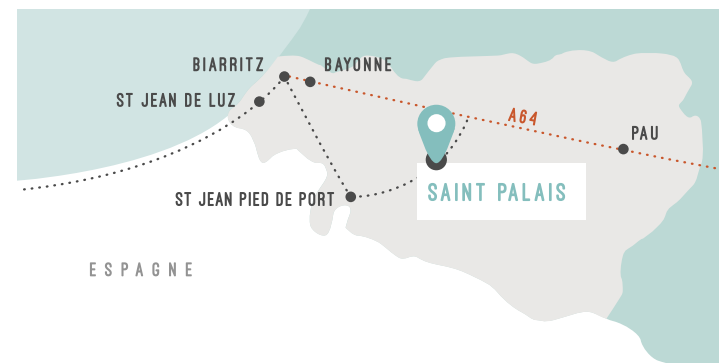 BIARRITZ
BAYONNE
ST JEAN DE LUZ
A64
PAU
ST JEAN PIED DE PORT
SAINT PALAIS
ESPAGNE